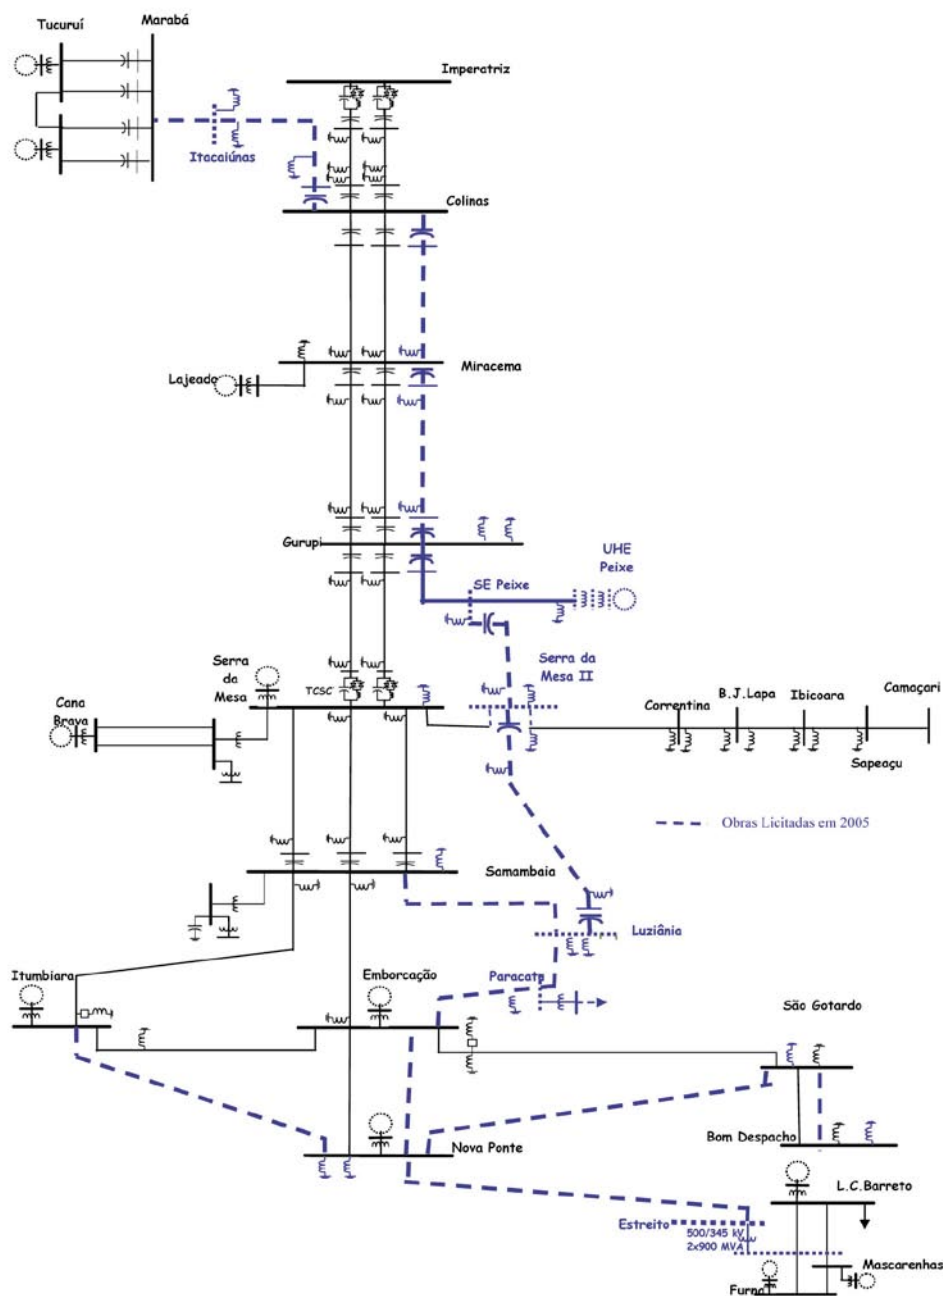 Tucuruí
Marabá
Imperatriz
Itacaiúnas
Colinas
Miracema
Lajeado
Gurupi
UHE
Peixe
SE Peixe
Serra
da
Mesa
TCSC
Serra da
Mesa II
Cana
Brava
Correntina
B.J.Lapa
Ibicoara
Camaçari
Sapeaçu
Obras Licitadas em 2005
Samambaia
Luziânia
Itumbiara
Emborcação
Paracatu
São Gotardo
Nova Ponte
Bom Despacho
L.C.Barreto
Estreito
500/345 kV
2x900 MVA
Mascarenhas
Furna